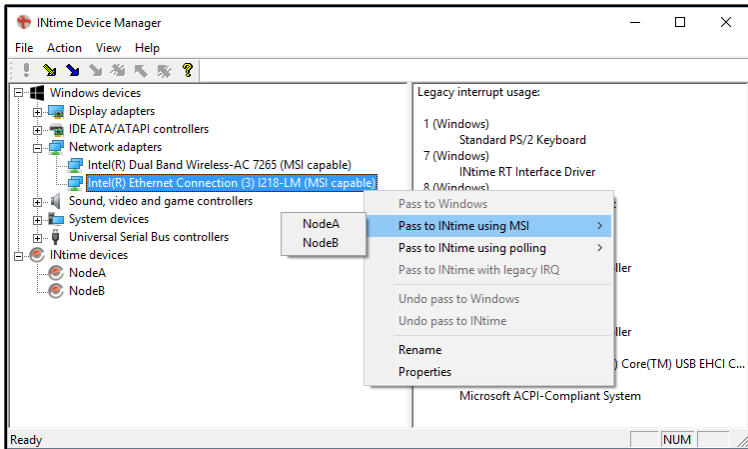 INtime Device Manager
File Action View Help
Windows devices
Display adapters
IDE ATA/ATAPI controllers
Network adapters
Intel(R) Dual Band Wireless-AC 7265 (MSI capable)
Intel(R) Ethernet Connection (3) I218-LM (MSI capable)
Sound, video and game controllers
System devices
Universal Serial Bus controllers
INtime devices
NodeA
NodeB
Legacy interrupt usage:
1 (Windows)
Standard PS/2 Keyboard
7 (Windows)
INtime RT Interface Driver
8 (Windows)
Pass to Windows
Pass to INtime using MSI
Pass to INtime using polling
Pass to INtime with legacy IRQ
Undo pass to Windows
Undo pass to INtime
Rename
Properties
NodeA
NodeB
ller
ller
) Core(TM) USB EHCI C...
Microsoft ACPI-Compliant System
Ready
NUM